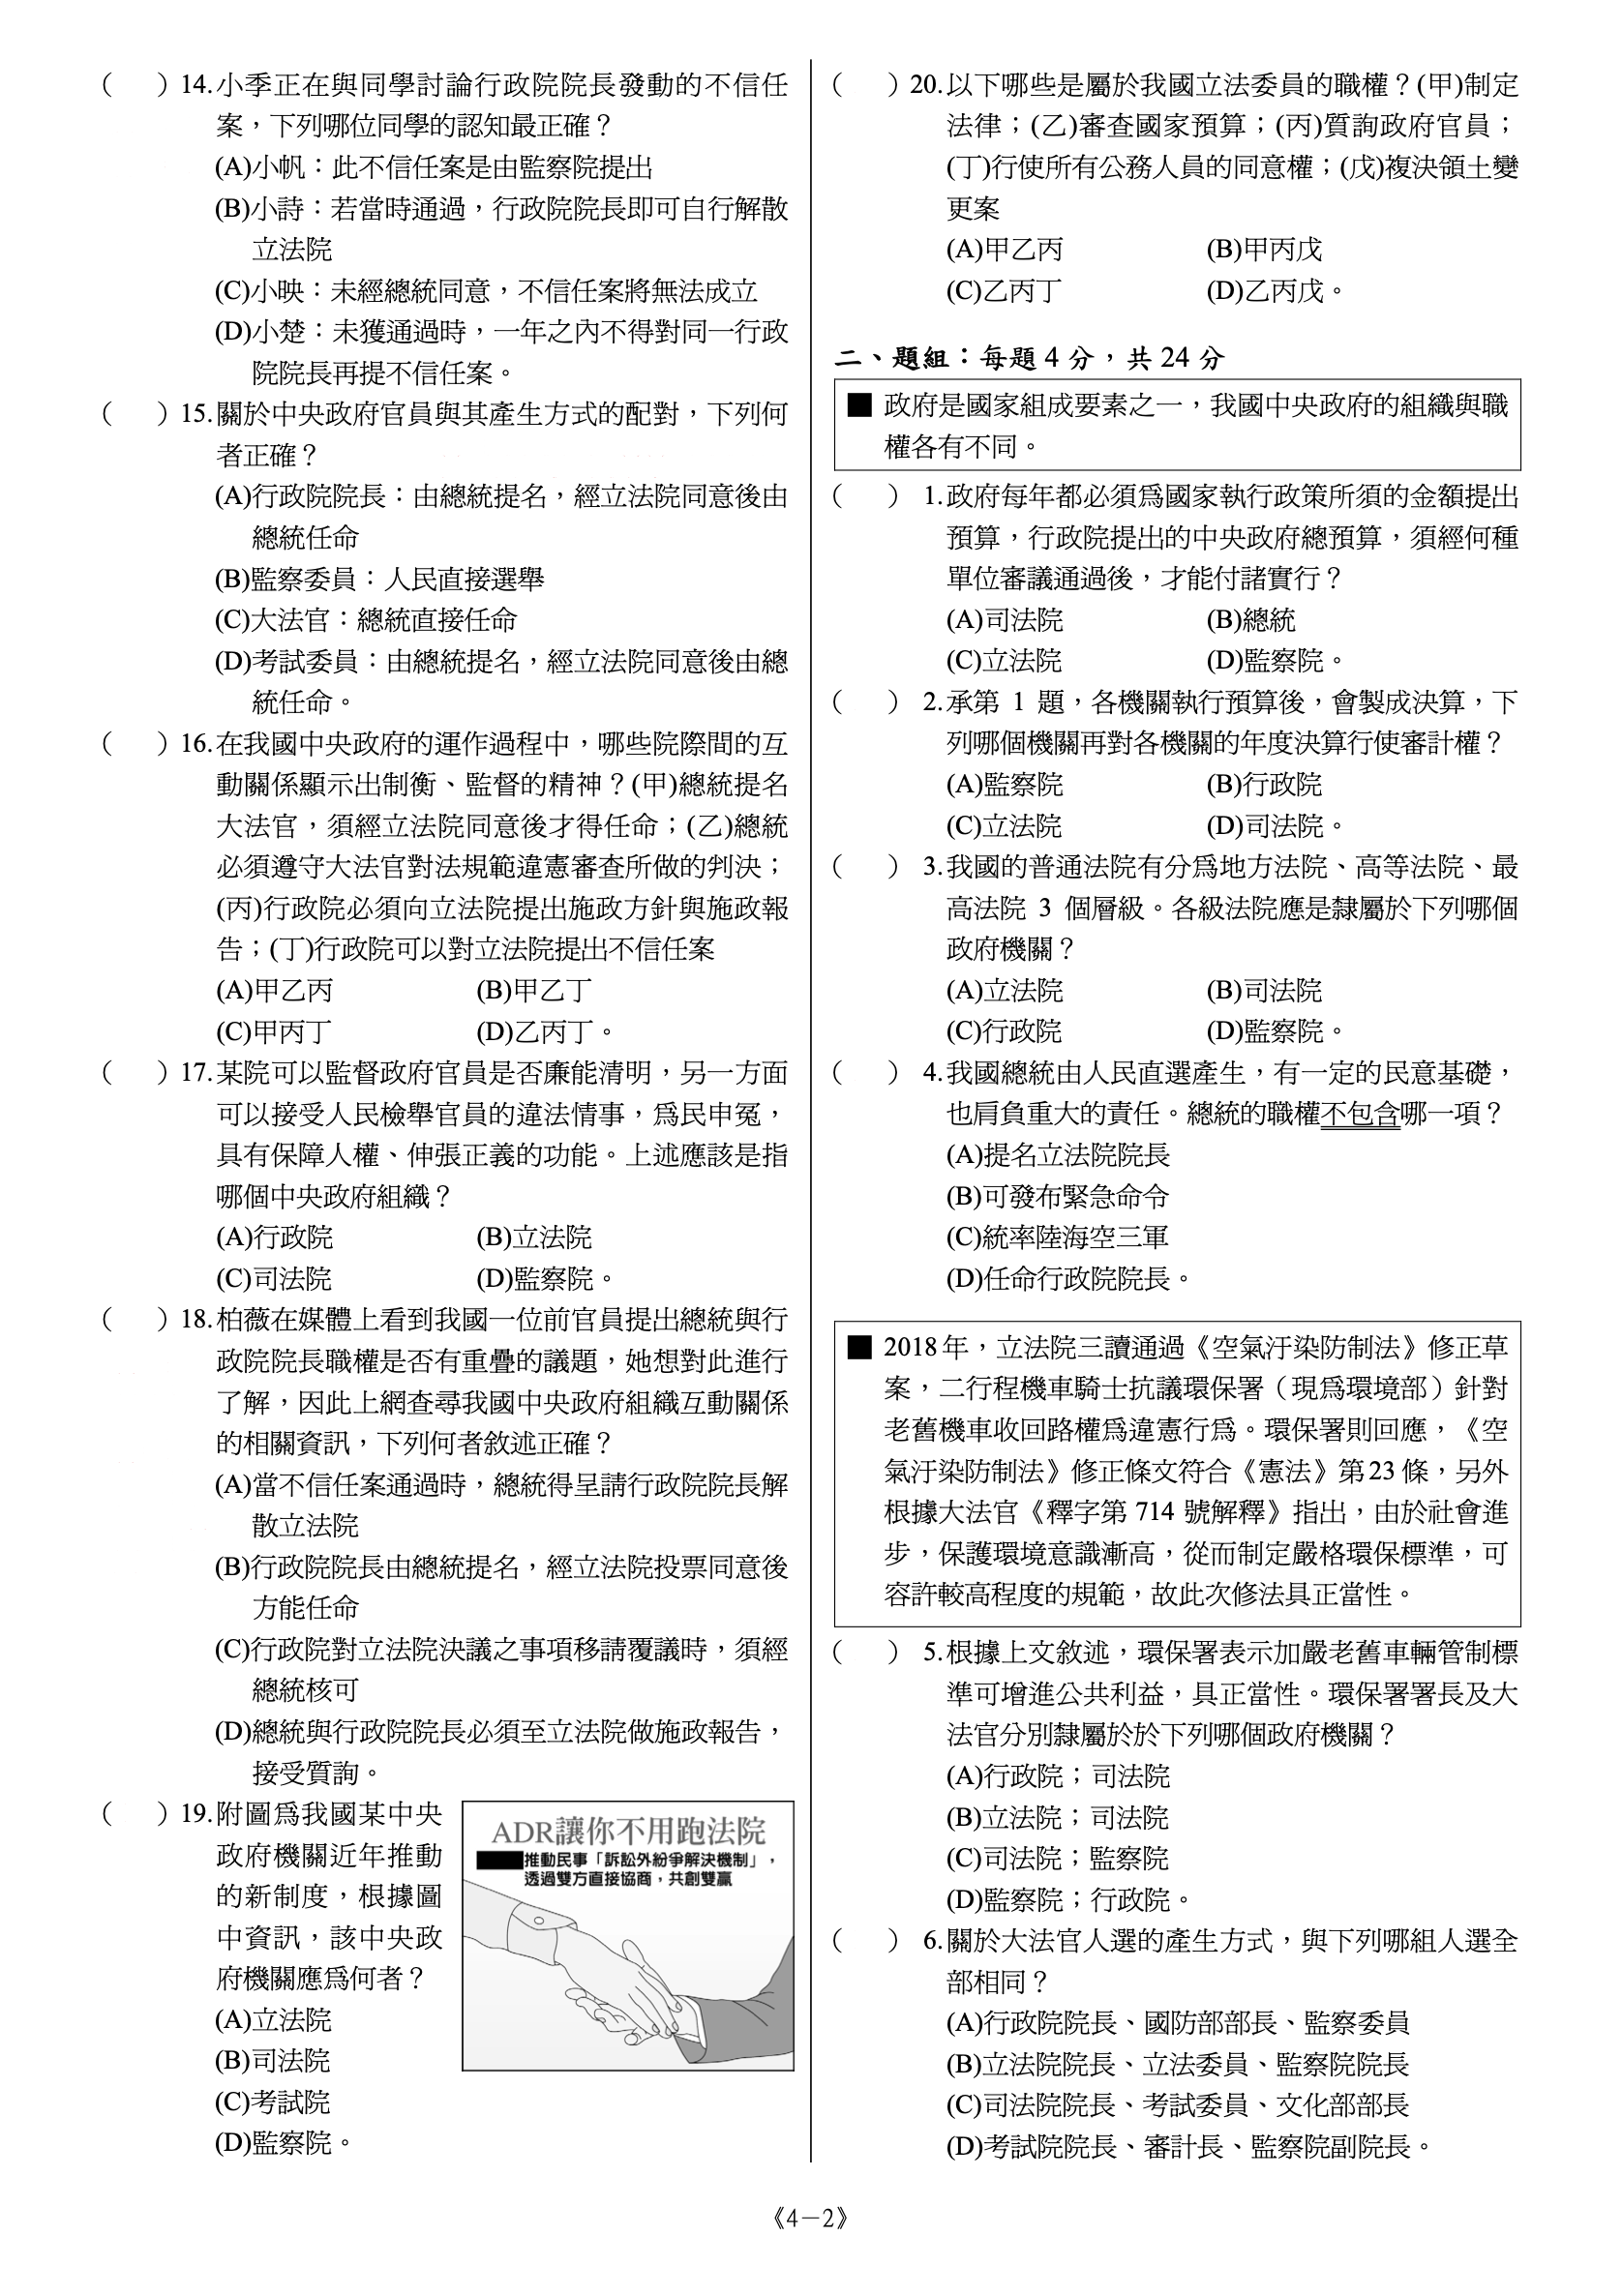 (　　)14.小季正在與同學討論行政院院長發動的不信任
案，下列哪位同學的認知最正確？
(A)小帆：此不信任案是由監察院提出
(B)小詩：若當時通過，行政院院長即可自行解散
立法院
(C)小映：未經總統同意，不信任案將無法成立
(D)小楚：未獲通過時，一年之內不得對同一行政
院院長再提不信任案。
(　　)15.關於中央政府官員與其產生方式的配對，下列何
者正確？
(A)行政院院長：由總統提名，經立法院同意後由
總統任命
(B)監察委員：人民直接選舉
(C)大法官：總統直接任命
(D)考試委員：由總統提名，經立法院同意後由總
統任命。
(　　)16.在我國中央政府的運作過程中，哪些院際間的互
動關係顯示出制衡、監督的精神？(甲)總統提名
大法官，須經立法院同意後才得任命；(乙)總統
必須遵守大法官對法規範違憲審查所做的判決；
(丙)行政院必須向立法院提出施政方針與施政報
告；(丁)行政院可以對立法院提出不信任案
(A)甲乙丙　(B)甲乙丁
(C)甲丙丁　(D)乙丙丁。
(　　)17.某院可以監督政府官員是否廉能清明，另一方面
可以接受人民檢舉官員的違法情事，為民申冤，
具有保障人權、伸張正義的功能。上述應該是指
哪個中央政府組織？
(A)行政院　(B)立法院
(C)司法院　(D)監察院。
(　　)18.柏薇在媒體上看到我國一位前官員提出總統與行
政院院長職權是否有重疊的議題，她想對此進行
了解，因此上網查尋我國中央政府組織互動關係
的相關資訊，下列何者敘述正確？
(A)當不信任案通過時，總統得呈請行政院院長解
散立法院
(B)行政院院長由總統提名，經立法院投票同意後
方能任命
(C)行政院對立法院決議之事項移請覆議時，須經
總統核可
(D)總統與行政院院長必須至立法院做施政報告，
接受質詢。
(　　)19.附圖為我國某中央
政府機關近年推動
的新制度，根據圖
中資訊，該中央政
府機關應為何者？
(A)立法院
(B)司法院
(C)考試院
(D)監察院。
ADR讓你不用跑法院
推動民事「訴訟外紛爭解決機制」，
透過雙方直接協商，共創雙贏
(　　)20.以下哪些是屬於我國立法委員的職權？(甲)制定
法律；(乙)審查國家預算；(丙)質詢政府官員；
(丁)行使所有公務人員的同意權；(戊)複決領土變
更案
(A)甲乙丙　(B)甲丙戊
(C)乙丙丁　(D)乙丙戊。
二、題組：每題4分，共24分
■ 政府是國家組成要素之一，我國中央政府的組織與職
權各有不同。
(　　) 1.政府每年都必須為國家執行政策所須的金額提出
預算，行政院提出的中央政府總預算，須經何種
單位審議通過後，才能付諸實行？
(A)司法院　(B)總統
(C)立法院　(D)監察院。
(　　) 2.承第 1 題，各機關執行預算後，會製成決算，下
列哪個機關再對各機關的年度決算行使審計權？
(A)監察院　(B)行政院
(C)立法院　(D)司法院。
(　　) 3.我國的普通法院有分為地方法院、高等法院、最
高法院 3 個層級。各級法院應是隸屬於下列哪個
政府機關？
(A)立法院　(B)司法院
(C)行政院　(D)監察院。
(　　) 4.我國總統由人民直選產生，有一定的民意基礎，
也肩負重大的責任。總統的職權不包含哪一項？
(A)提名立法院院長
(B)可發布緊急命令
(C)統率陸海空三軍
(D)任命行政院院長。
■ 2018年，立法院三讀通過《空氣汙染防制法》修正草
案，二行程機車騎士抗議環保署（現為環境部）針對
老舊機車收回路權為違憲行為。環保署則回應，《空
氣汙染防制法》修正條文符合《憲法》第23條，另外
根據大法官《釋字第714號解釋》指出，由於社會進
步，保護環境意識漸高，從而制定嚴格環保標準，可
容許較高程度的規範，故此次修法具正當性。
(　　) 5.根據上文敘述，環保署表示加嚴老舊車輛管制標
準可增進公共利益，具正當性。環保署署長及大
法官分別隸屬於於下列哪個政府機關？
(A)行政院；司法院
(B)立法院；司法院
(C)司法院；監察院
(D)監察院；行政院。
(　　) 6.關於大法官人選的產生方式，與下列哪組人選全
部相同？
(A)行政院院長、國防部部長、監察委員
(B)立法院院長、立法委員、監察院院長
(C)司法院院長、考試委員、文化部部長
(D)考試院院長、審計長、監察院副院長。
《4－2》